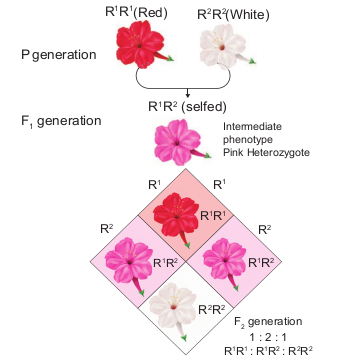 R¹R¹(Red) R²R²(White)
P generation
R¹R² (selfed)
F₁ generation
Intermediate
phenotype
Pink Heterozygote
R¹ R¹
R² R²
R¹R¹
R¹R² R¹R²
R²R²
F₂ generation
1 : 2 : 1
R¹R¹ : R¹R² : R²R²